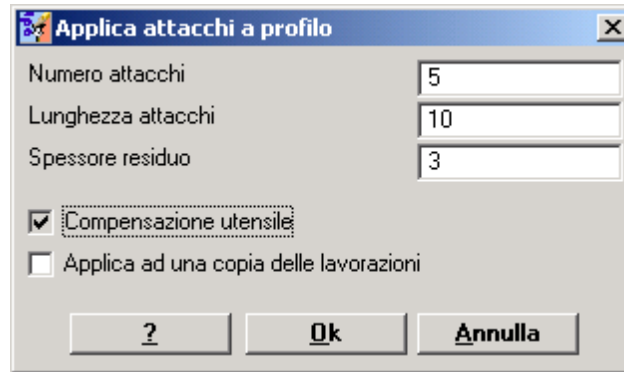 Applica attacchi a profilo
Numero attacchi 5
Lunghezza attacchi 10
Spessore residuo 3
Compensazione utensile
Applica ad una copia delle lavorazioni
? Ok Annulla